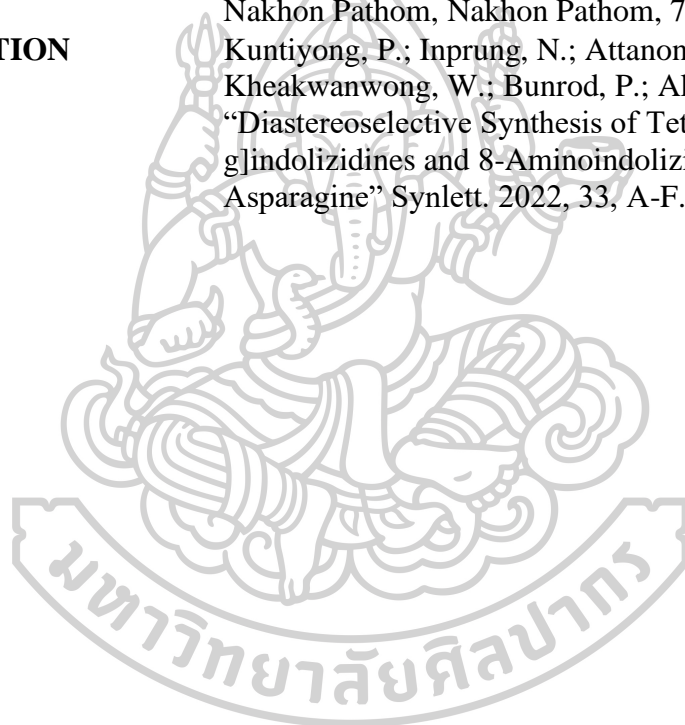 Nakhon Pathom, Nakhon Pathom, 7
TION
Kuntiyong, P.; Inprung, N.; Attanon
Kheakwanwong, W.; Bunrod, P.; Al
“Diastereoselective Synthesis of Tet
g]indolizidines and 8-Aminoindolizi
Asparagine” Synlett. 2022, 33, A-F.
มหาวิทยาลัยศิลปากร